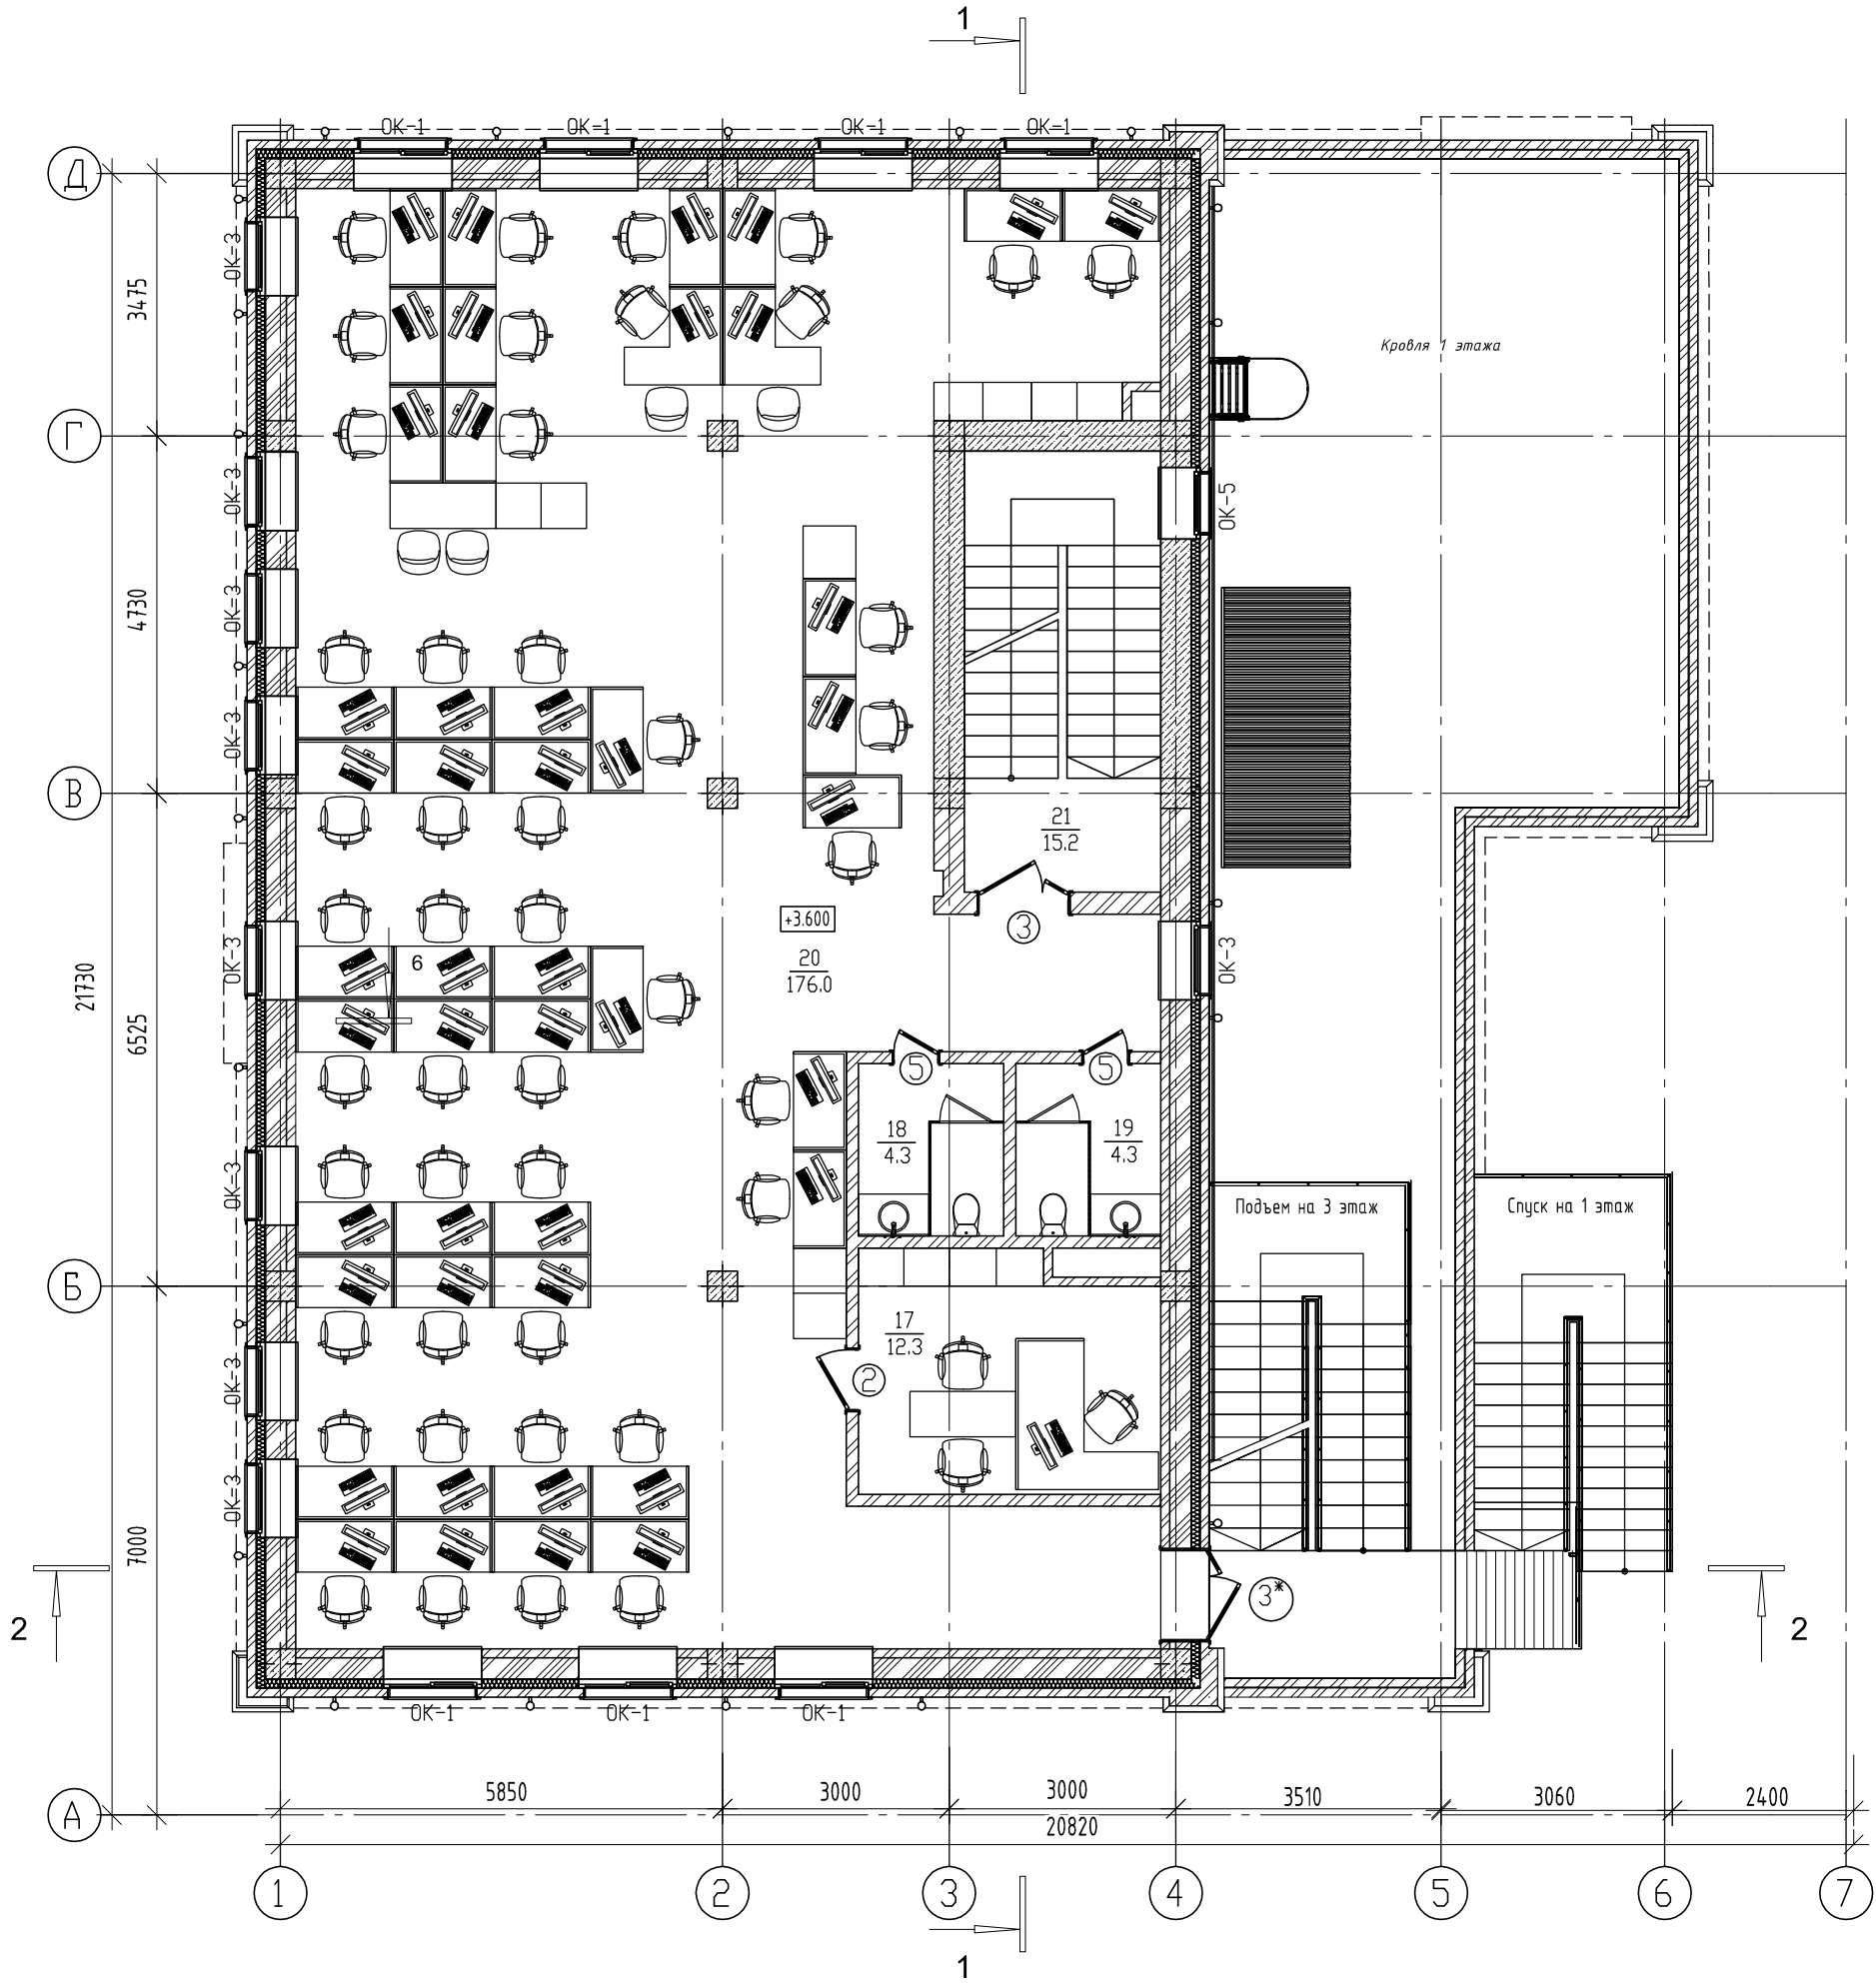 1
ОК-1 ОК-1 ОК-1 ОК-1
Д
ОК-3
3475
Кровля 1 этажа
Г
ОК-3
ОК-5
ОК-3
4730
ОК-3
В
21
15.2
+3.600
3
20
176.0
6
ОК-3
ОК-3
21730
6525
5
5
18
4.3
19
4.3
ОК-3
Подъем на 3 этаж
Спуск на 1 этаж
Б
17
12.3
2
ОК-3
ОК-3
7000
3*
2
2
ОК-1 ОК-1 ОК-1
5850 3000 3000 3510 3060 2400
А
20820
1 2 3 4 5 6 7
1